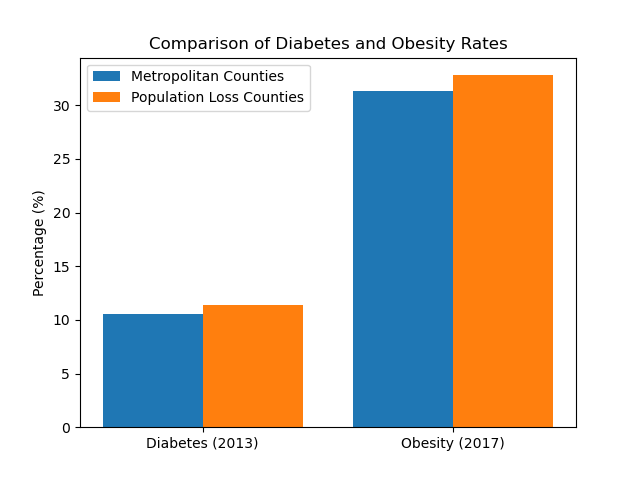 Comparison of Diabetes and Obesity Rates
Metropolitan Counties
Population Loss Counties
Percentage (%)
30
25
20
15
10
5
0
Diabetes (2013)
Obesity (2017)